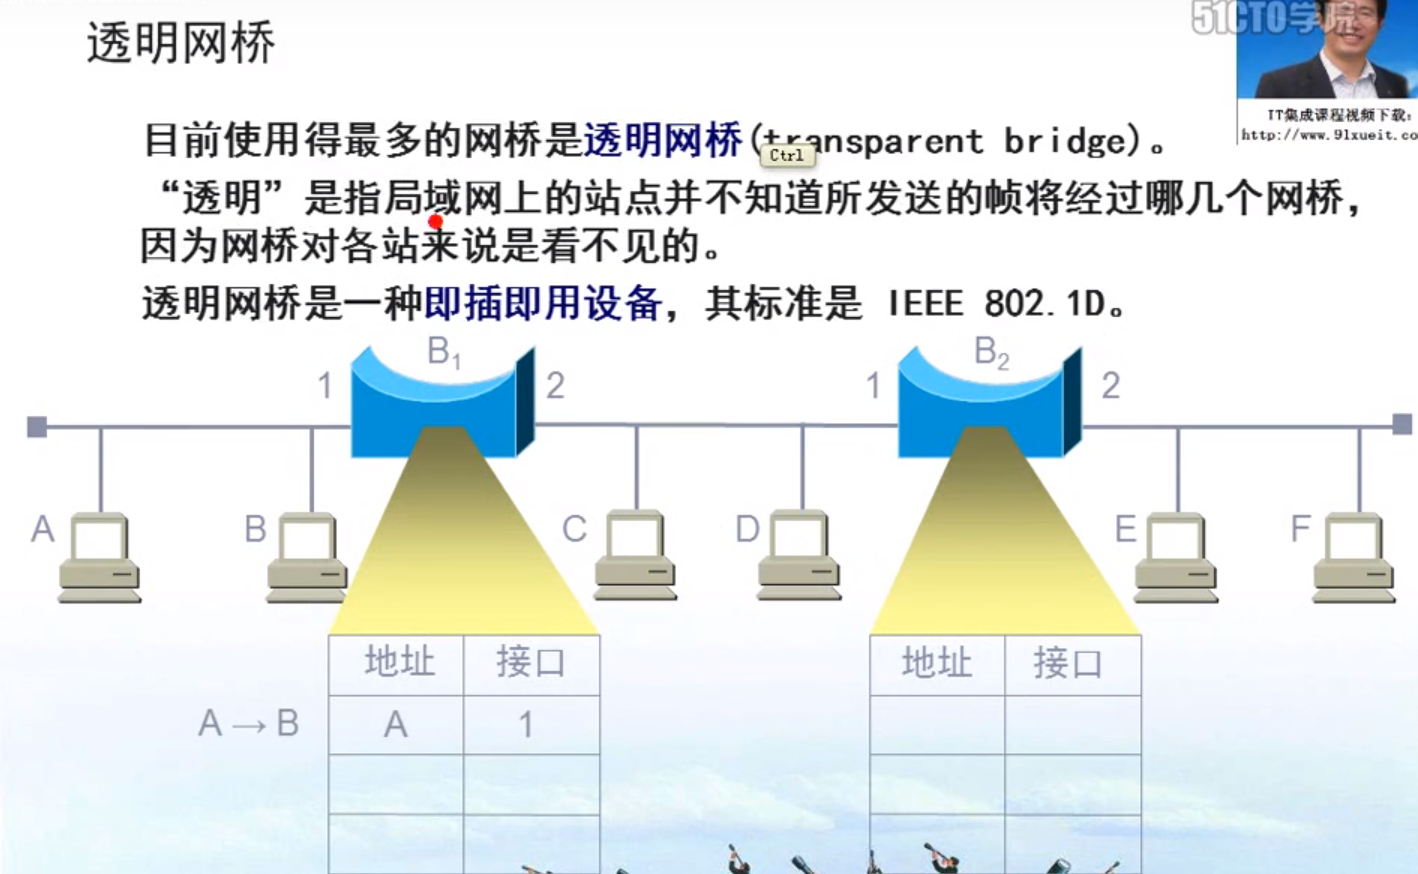 透明网桥
51CTO学院
IT集成课程视频下载:
http://www.91xueit.co
目前使用得最多的网桥是透明网桥(transparent bridge)。
Ctrl
“透明”是指局域网上的站点并不知道所发送的帧将经过哪几个网桥,
因为网桥对各站来说是看不见的。
透明网桥是一种即插即用设备，其标准是 IEEE 802.1D。
1 B1 2 1 B2 2
A B C D E F
地址 接口 地址 接口
A → B A 1